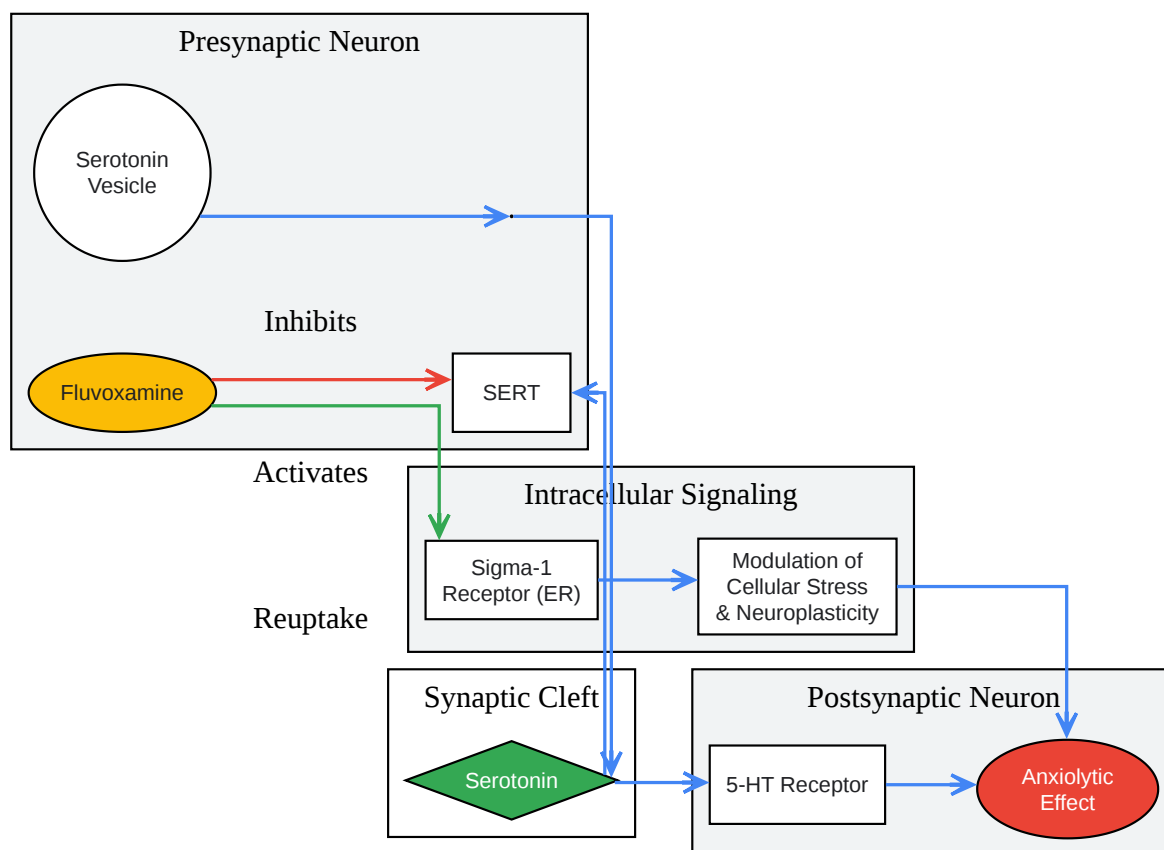 Presynaptic Neuron
Serotonin
Vesicle
Inhibits
Fluvoxamine
SERT
Activates
Intracellular Signaling
Sigma-1
Receptor (ER)
Modulation of
Cellular Stress
& Neuroplasticity
Reuptake
Synaptic Cleft
Serotonin
Postsynaptic Neuron
5-HT Receptor
Anxiolytic
Effect